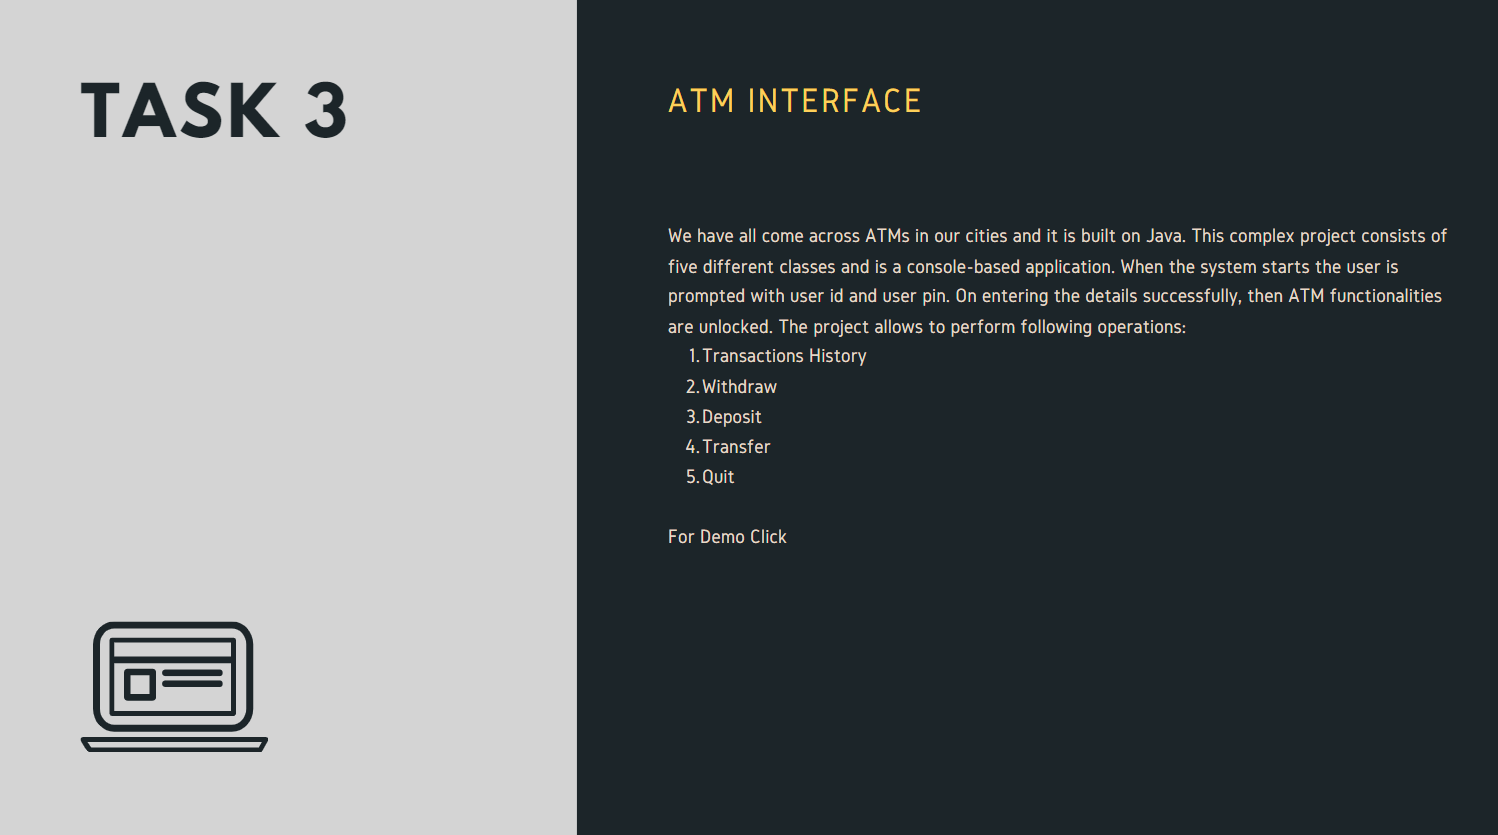 TASK 3
ATM INTERFACE
We have all come across ATMs in our cities and it is built on Java. This complex project consists of
five different classes and is a console-based application. When the system starts the user is
prompted with user id and user pin. On entering the details successfully, then ATM functionalities
are unlocked. The project allows to perform following operations:
1. Transactions History
2. Withdraw
3. Deposit
4. Transfer
5. Quit
For Demo Click